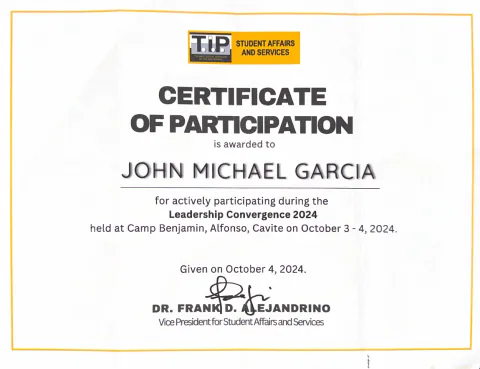 TIP
STUDENT AFFAIRS
AND SERVICES
CERTIFICATE
OF PARTICIPATION
is awarded to
JOHN MICHAEL GARCIA
for actively participating during the
Leadership Convergence 2024
held at Camp Benjamin, Alfonso, Cavite on October 3 - 4, 2024.
Given on October 4, 2024.
DR. FRANK D. ALEJANDRINO
Vice President for Student Affairs and Services